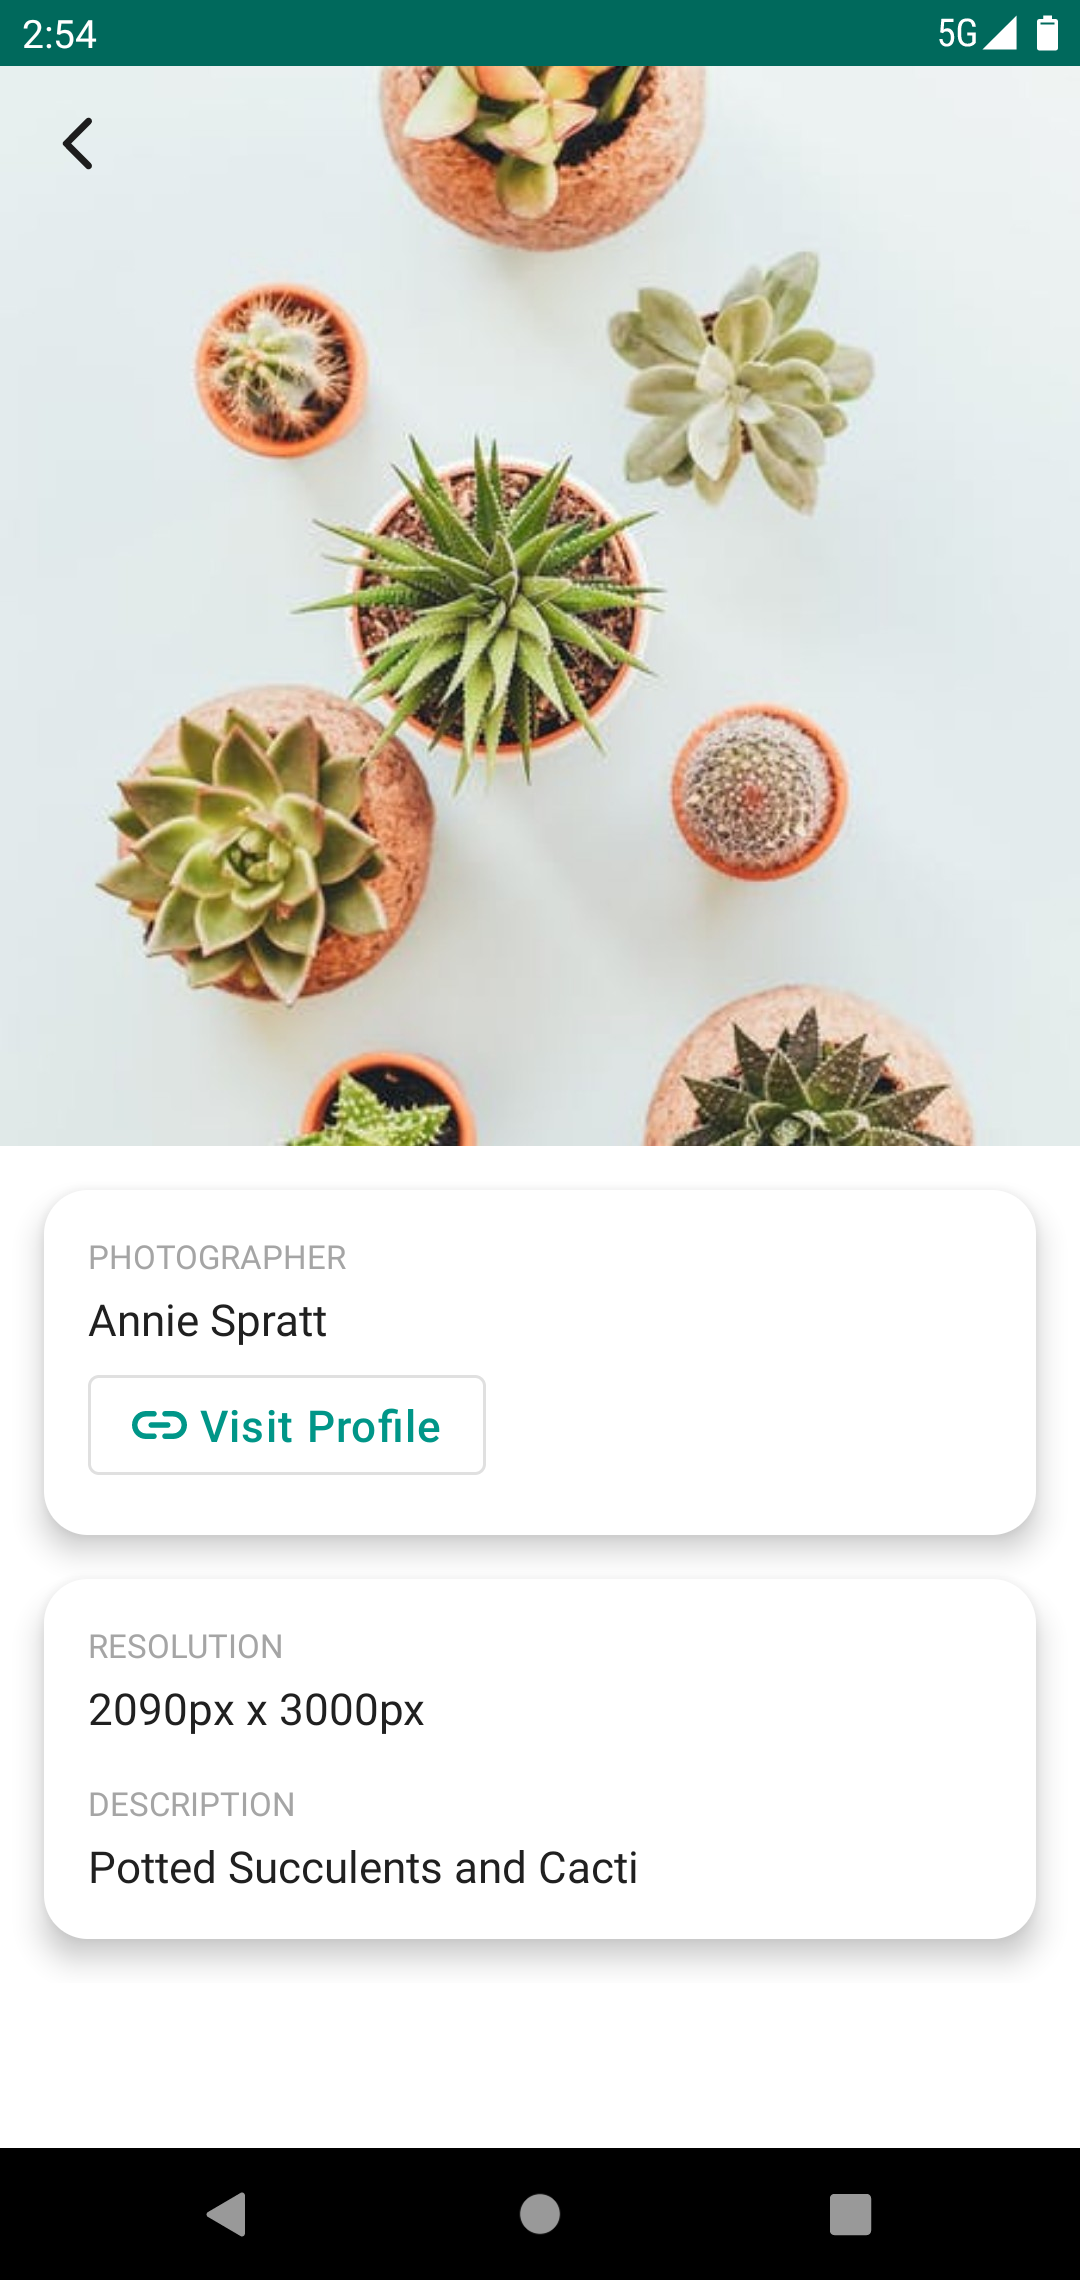 2:54 5G
PHOTOGRAPHER
Annie Spratt
Visit Profile
RESOLUTION
2090px x 3000px
DESCRIPTION
Potted Succulents and Cacti